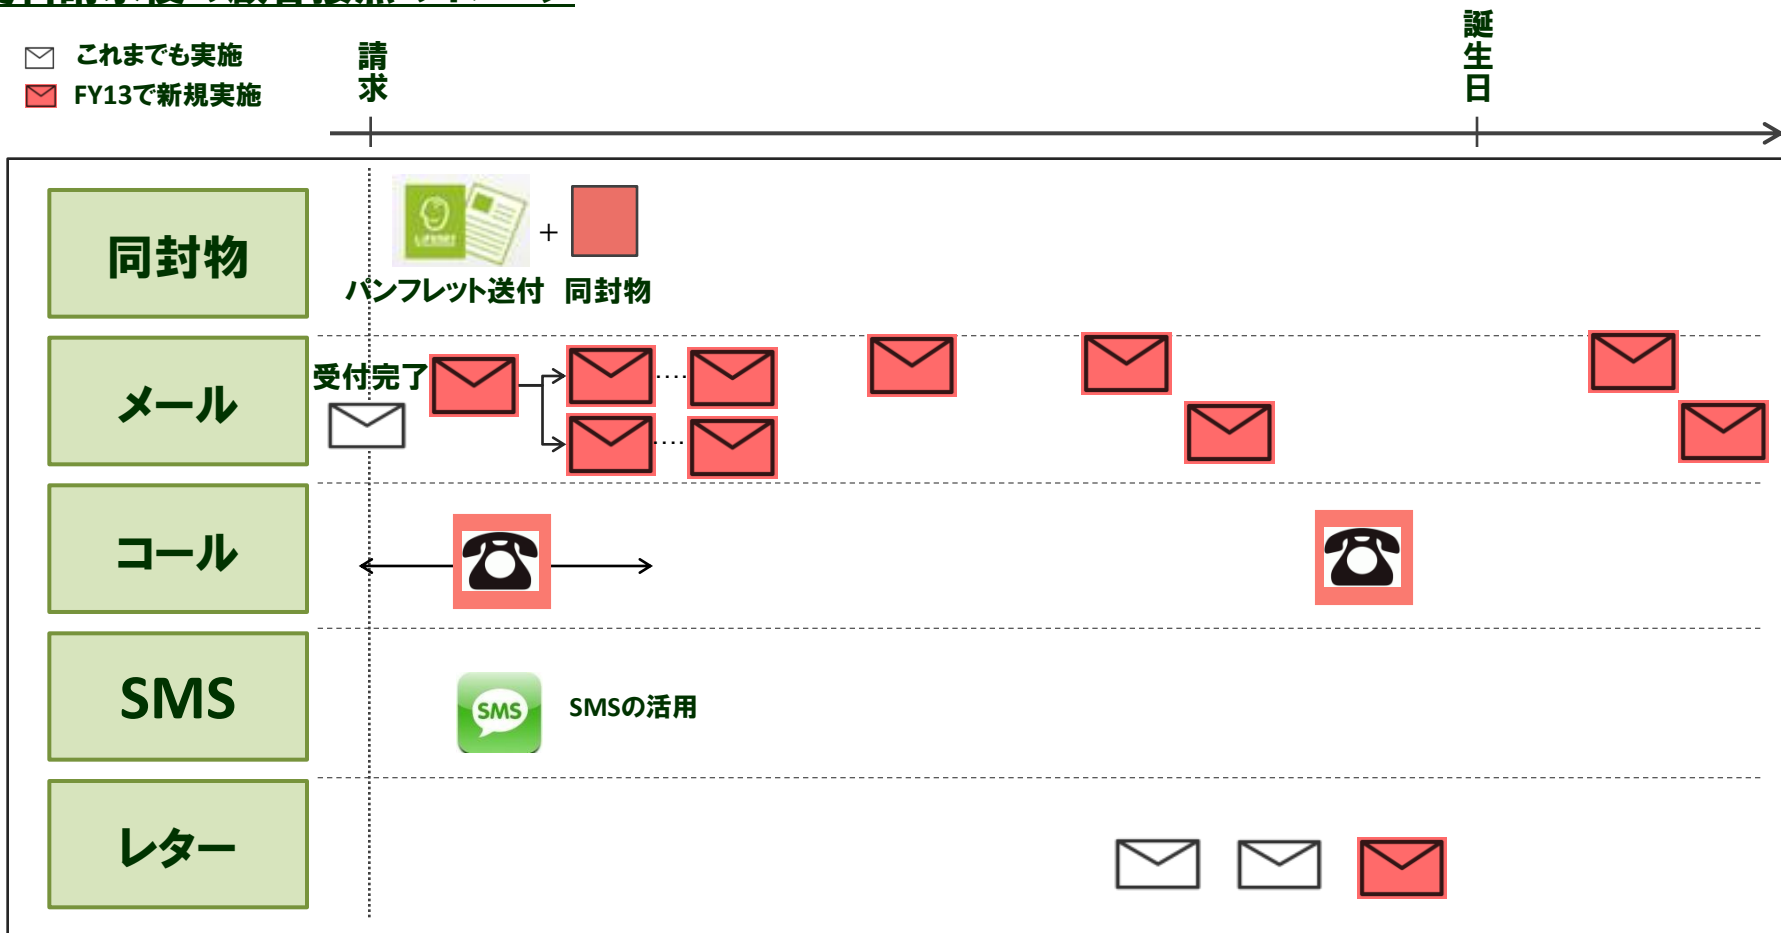 これまでも実施
FY13で新規実施
請求
誕生日
同封物
+
パンフレット送付
同封物
メール
受付完了
コール
SMS
SMS
SMSの活用
レター